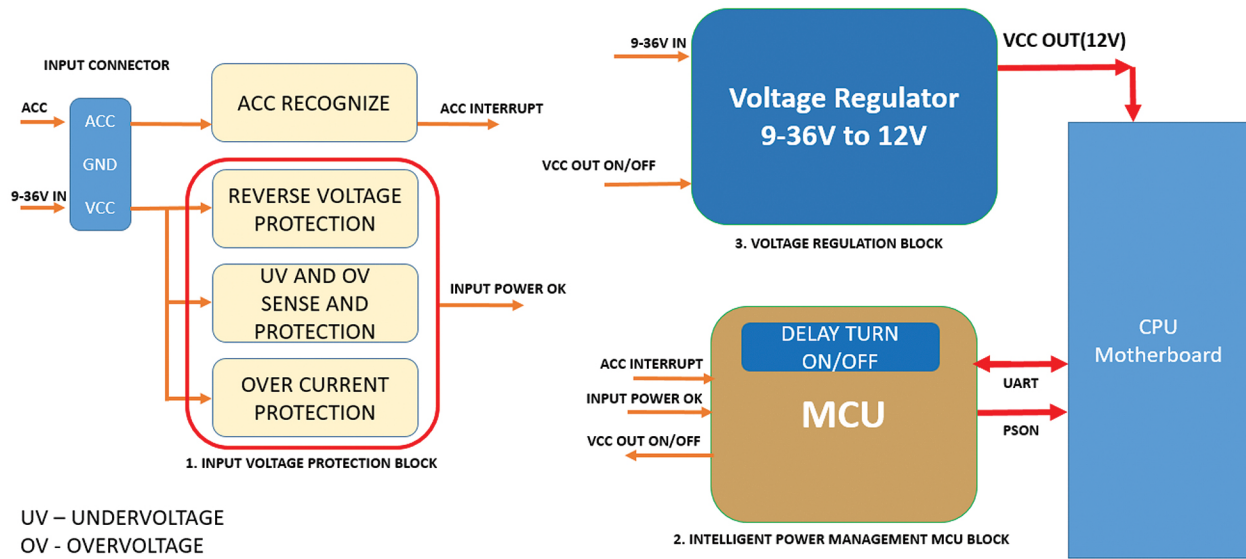 INPUT CONNECTOR
ACC
ACC
GND
9-36V IN
VCC
ACC RECOGNIZE
ACC INTERRUPT
REVERSE VOLTAGE
PROTECTION
UV AND OV
SENSE AND
PROTECTION
INPUT POWER OK
OVER CURRENT
PROTECTION
1. INPUT VOLTAGE PROTECTION BLOCK
UV – UNDERVOLTAGE
OV - OVERVOLTAGE
9-36V IN
VCC OUT ON/OFF
Voltage Regulator
9-36V to 12V
VCC OUT(12V)
3. VOLTAGE REGULATION BLOCK
DELAY TURN
ON/OFF
MCU
ACC INTERRUPT
INPUT POWER OK
VCC OUT ON/OFF
UART
PSON
2. INTELLIGENT POWER MANAGEMENT MCU BLOCK
CPU
Motherboard